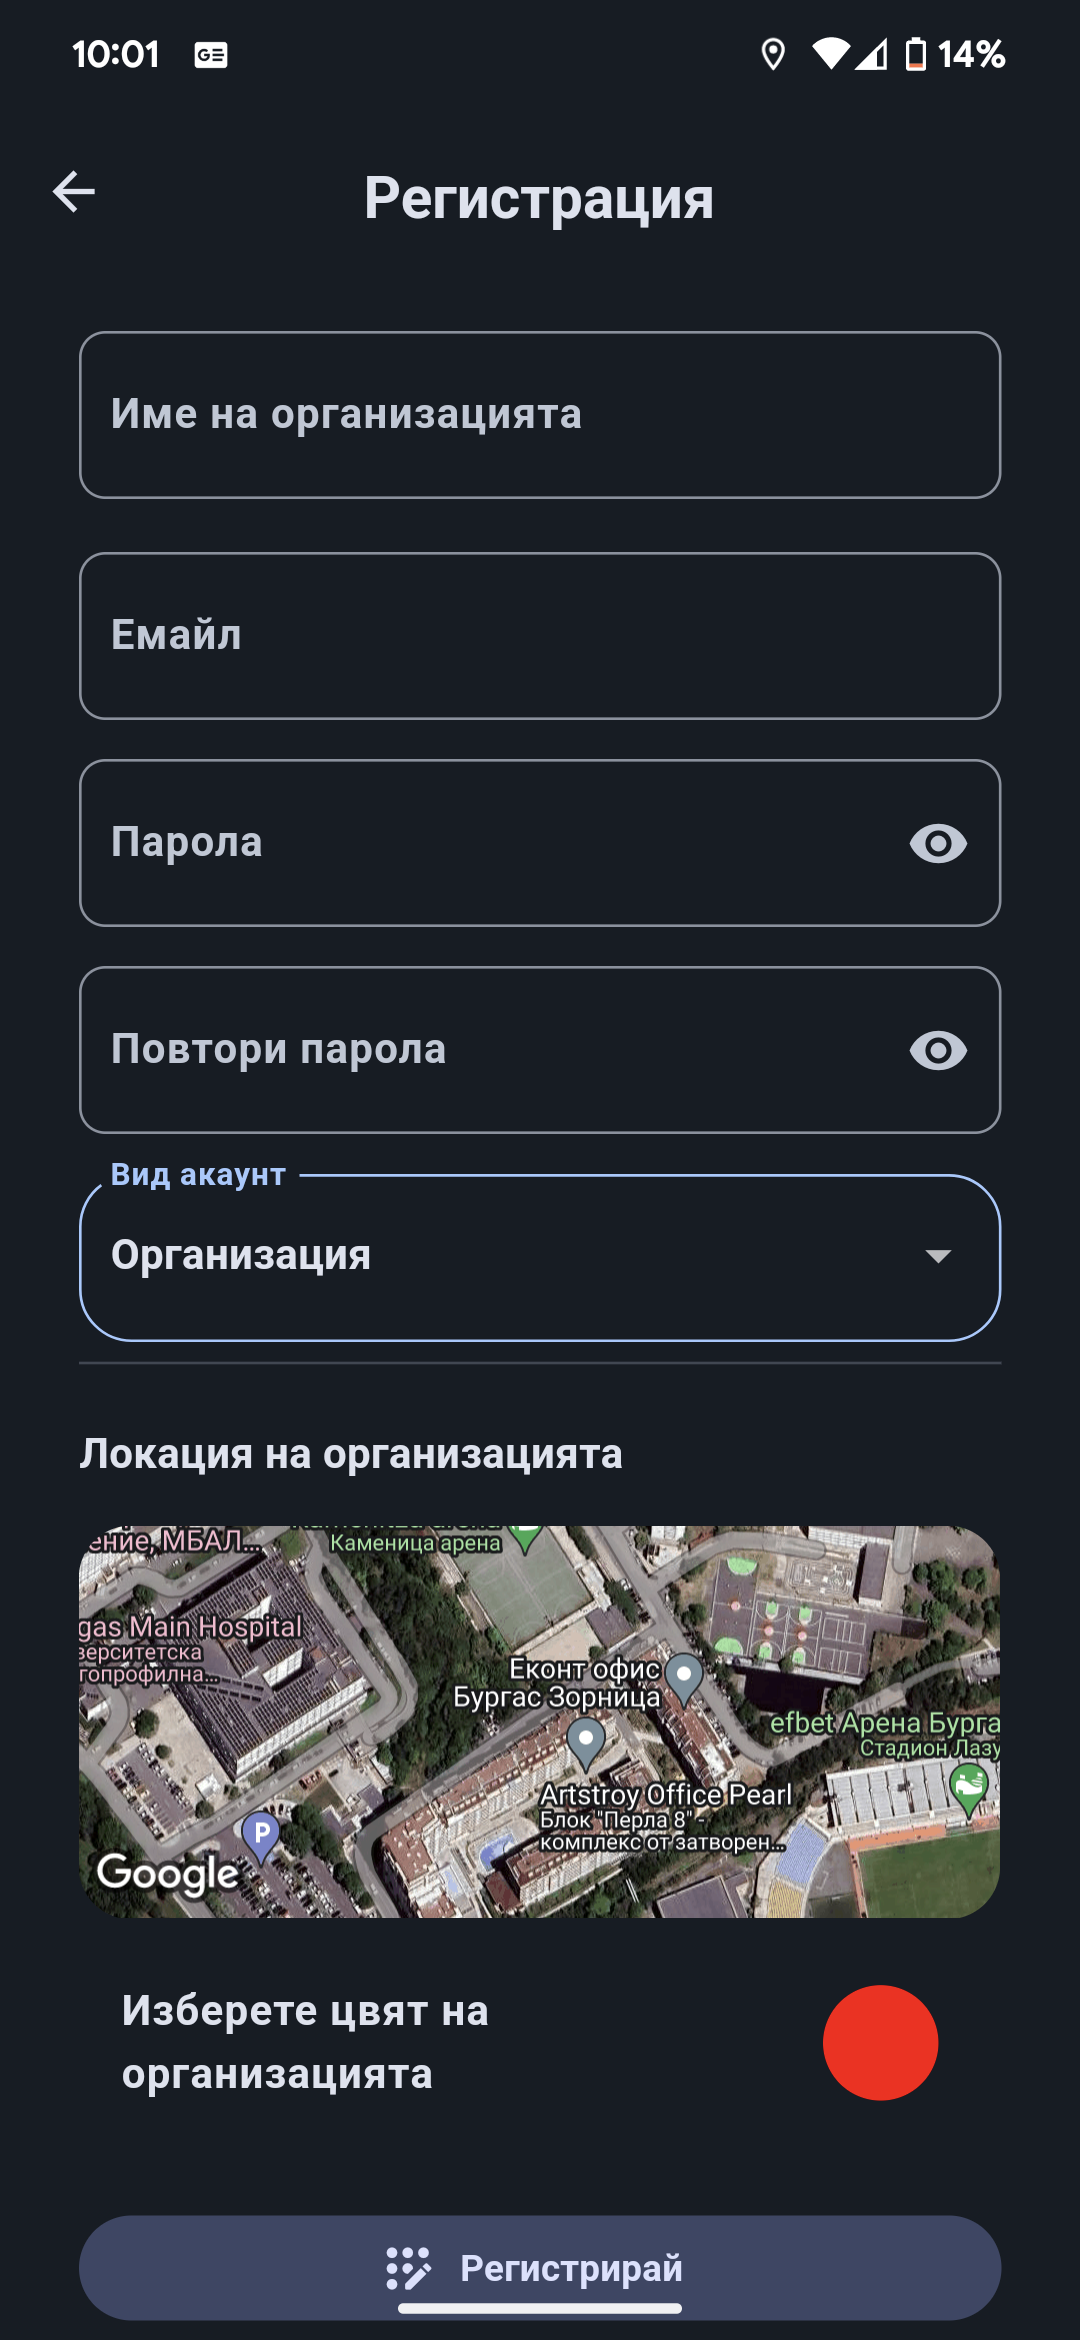 10:01
14%
Регистрация
Име на организацията
Емайл
Парола
Повтори парола
Вид акаунт
Организация
Локация на организацията
ение, МБАЛ...
Каменица арена
gas Main Hospital
верситетска
гопрофилна...
Еконт офис
Бургас Зорница
efbet Арена Бурга
Стадион Лазу
Artstroy Office Pearl
Блок "Перла 8" -
комплекс от затворен...
P
Google
Изберете цвят на
организацията
Регистрирай